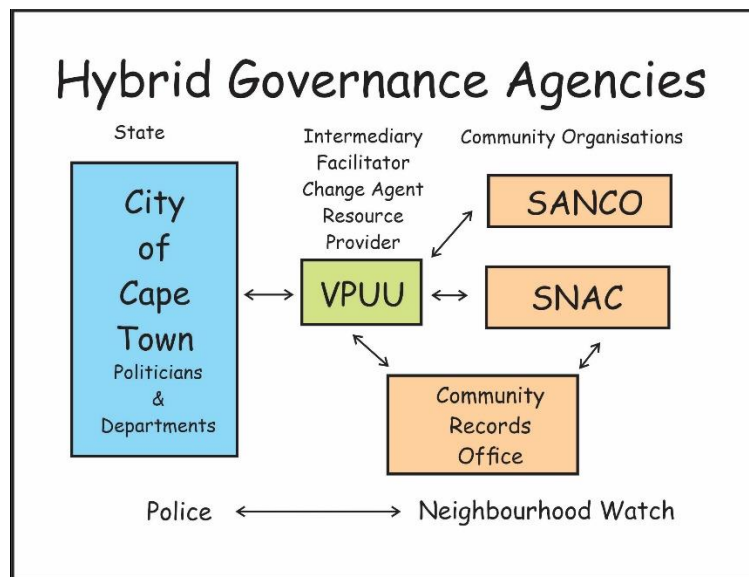 Hybrid Governance Agencies
State
City
of
Cape
Town
Politicians
&
Departments
Intermediary
Facilitator
Change Agent
Resource
Provider
VPUU
Community Organisations
SANCO
SNAC
Community
Records
Office
Police
Neighbourhood Watch